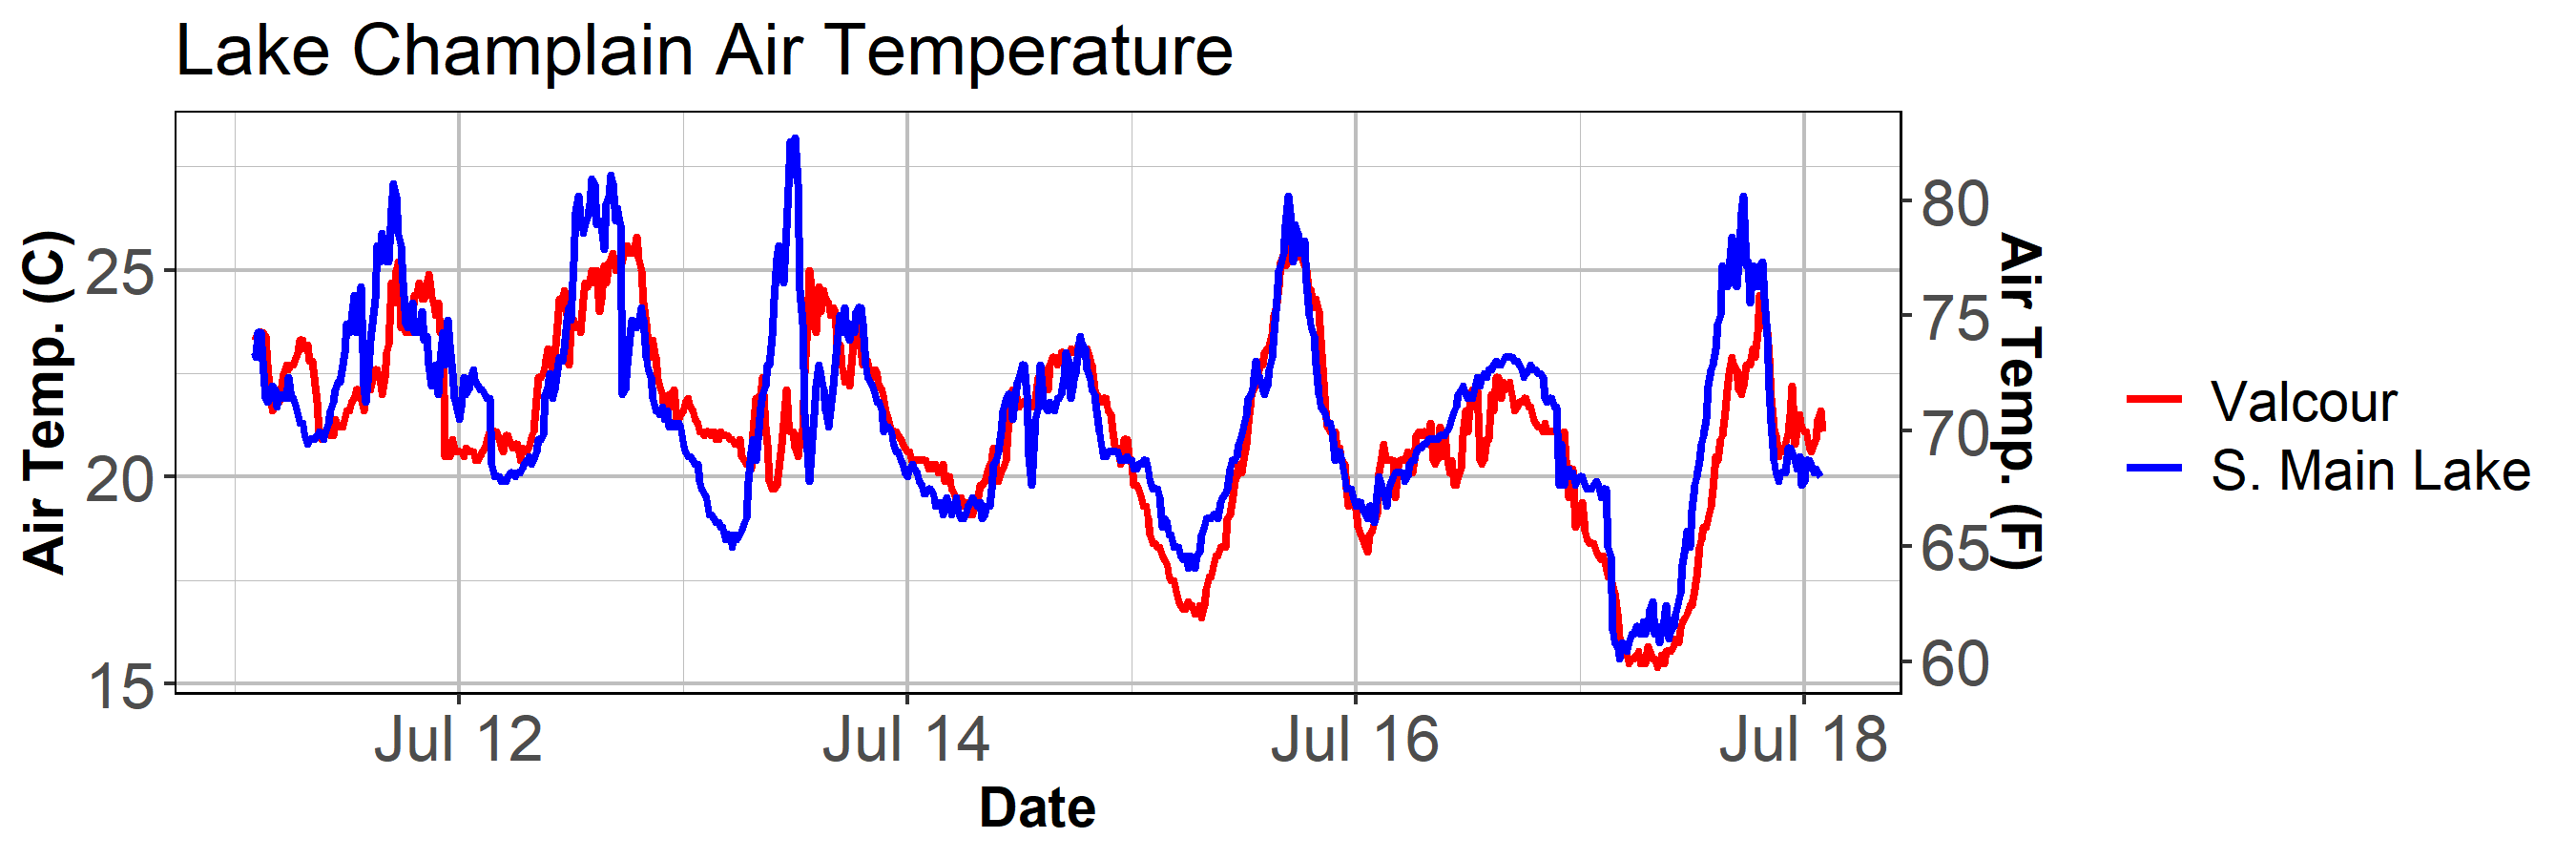 Lake Champlain Air Temperature
Air Temp. (C)
25
20
15
80
75
70
65
60
Air Temp. (F)
Jul 12 Jul 14 Jul 16 Jul 18
Date
Valcour
S. Main Lake